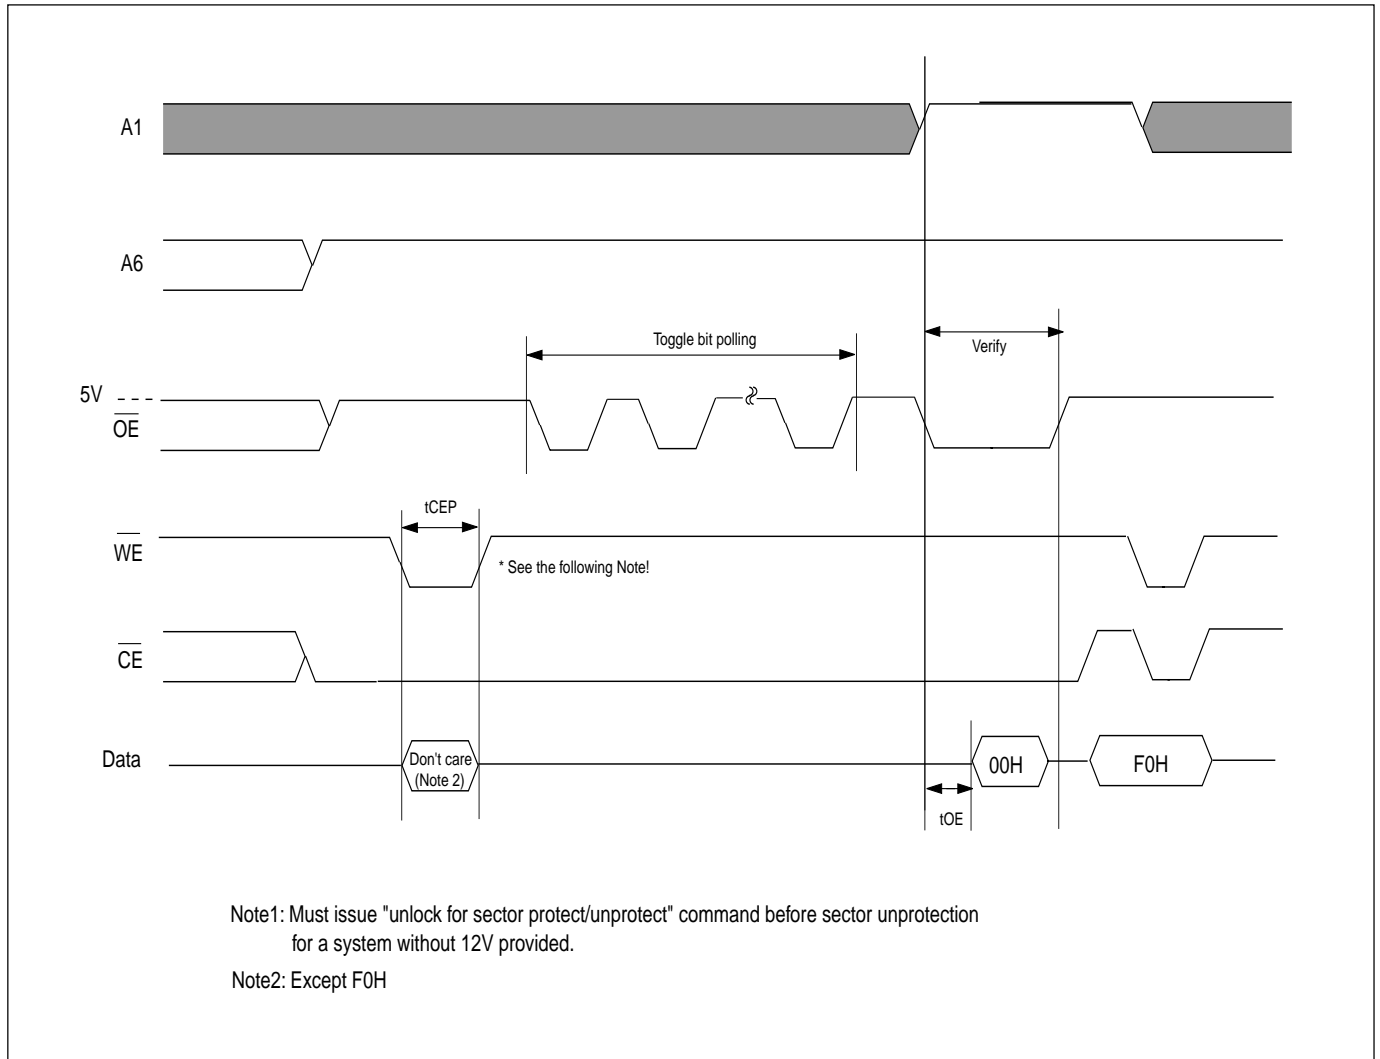 A1
A6
Toggle bit polling
Verify
5V
OE
tCEP
WE
* See the following Note!
CE
Data
Don't care
(Note 2)
00H
F0H
tOE
Note1: Must issue "unlock for sector protect/unprotect" command before sector unprotection
for a system without 12V provided.
Note2: Except F0H